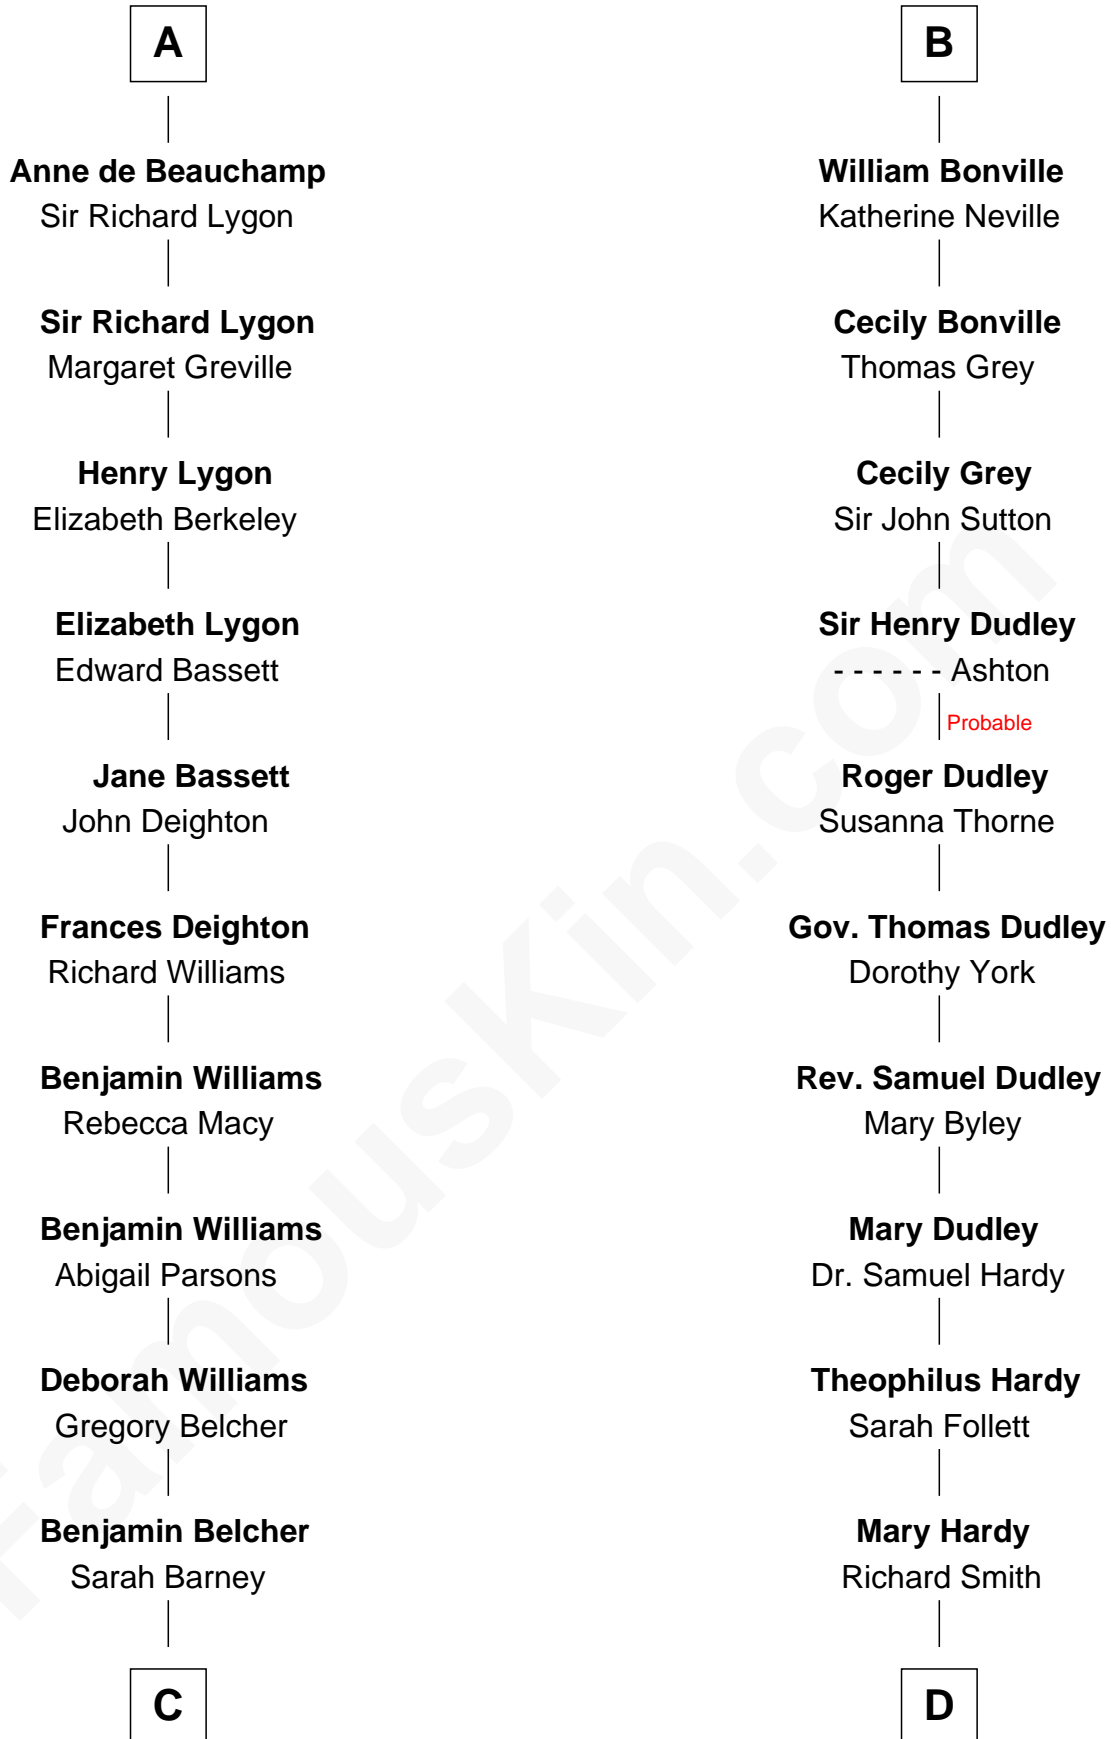 A
Anne de Beauchamp
Sir Richard Lygon
Sir Richard Lygon
Margaret Greville
Henry Lygon
Elizabeth Berkeley
Elizabeth Lygon
Edward Bassett
Jane Bassett
John Deighton
Frances Deighton
Richard Williams
Benjamin Williams
Rebecca Macy
Benjamin Williams
Abigail Parsons
Deborah Williams
Gregory Belcher
Benjamin Belcher
Sarah Barney
C
B
William Bonville
Katherine Neville
Cecily Bonville
Thomas Grey
Cecily Grey
Sir John Sutton
Sir Henry Dudley
- - - - - - Ashton
Probable
Roger Dudley
Susanna Thorne
Gov. Thomas Dudley
Dorothy York
Rev. Samuel Dudley
Mary Byley
Mary Dudley
Dr. Samuel Hardy
Theophilus Hardy
Sarah Follett
Mary Hardy
Richard Smith
D
FamousKin.com